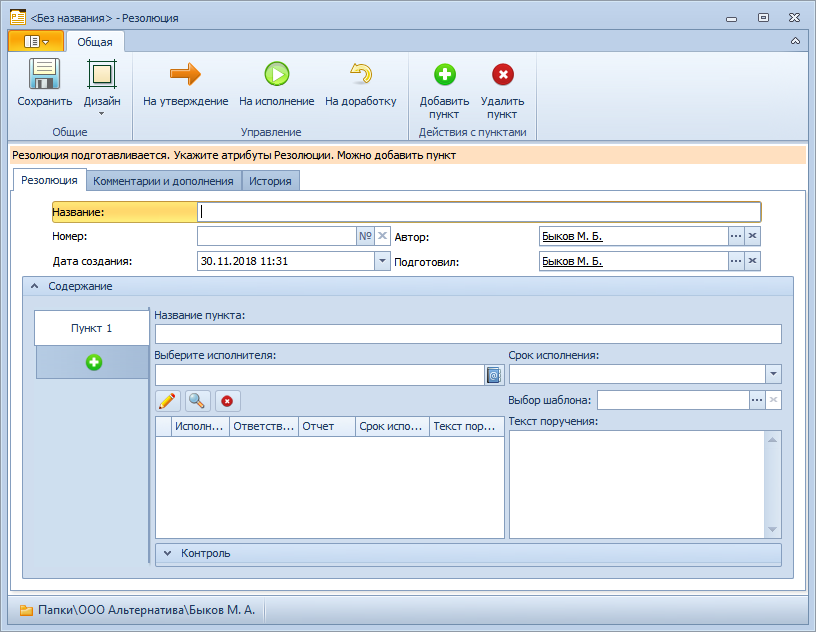 <Без названия> - Резолюция
Общая
Сохранить Дизайн На утверждение На исполнение На доработку Добавить пункт Удалить пункт
Общие Управление Действия с пунктами
Резолюция подготавливается. Укажите атрибуты Резолюции. Можно добавить пункт
Резолюция Комментарии и дополнения История
Название:
Номер: № Автор: Быков М. Б.
Дата создания: 30.11.2018 11:31 Подготовил: Быков М. Б.
Содержание
Пункт 1
Название пункта:
Выберите исполнителя: Срок исполнения:
Выбор шаблона:
Исполн... Ответств... Отчет Срок испо... Текст пор... Текст поручения:
Контроль
Папки\ООО Альтернатива\Быков М. А.